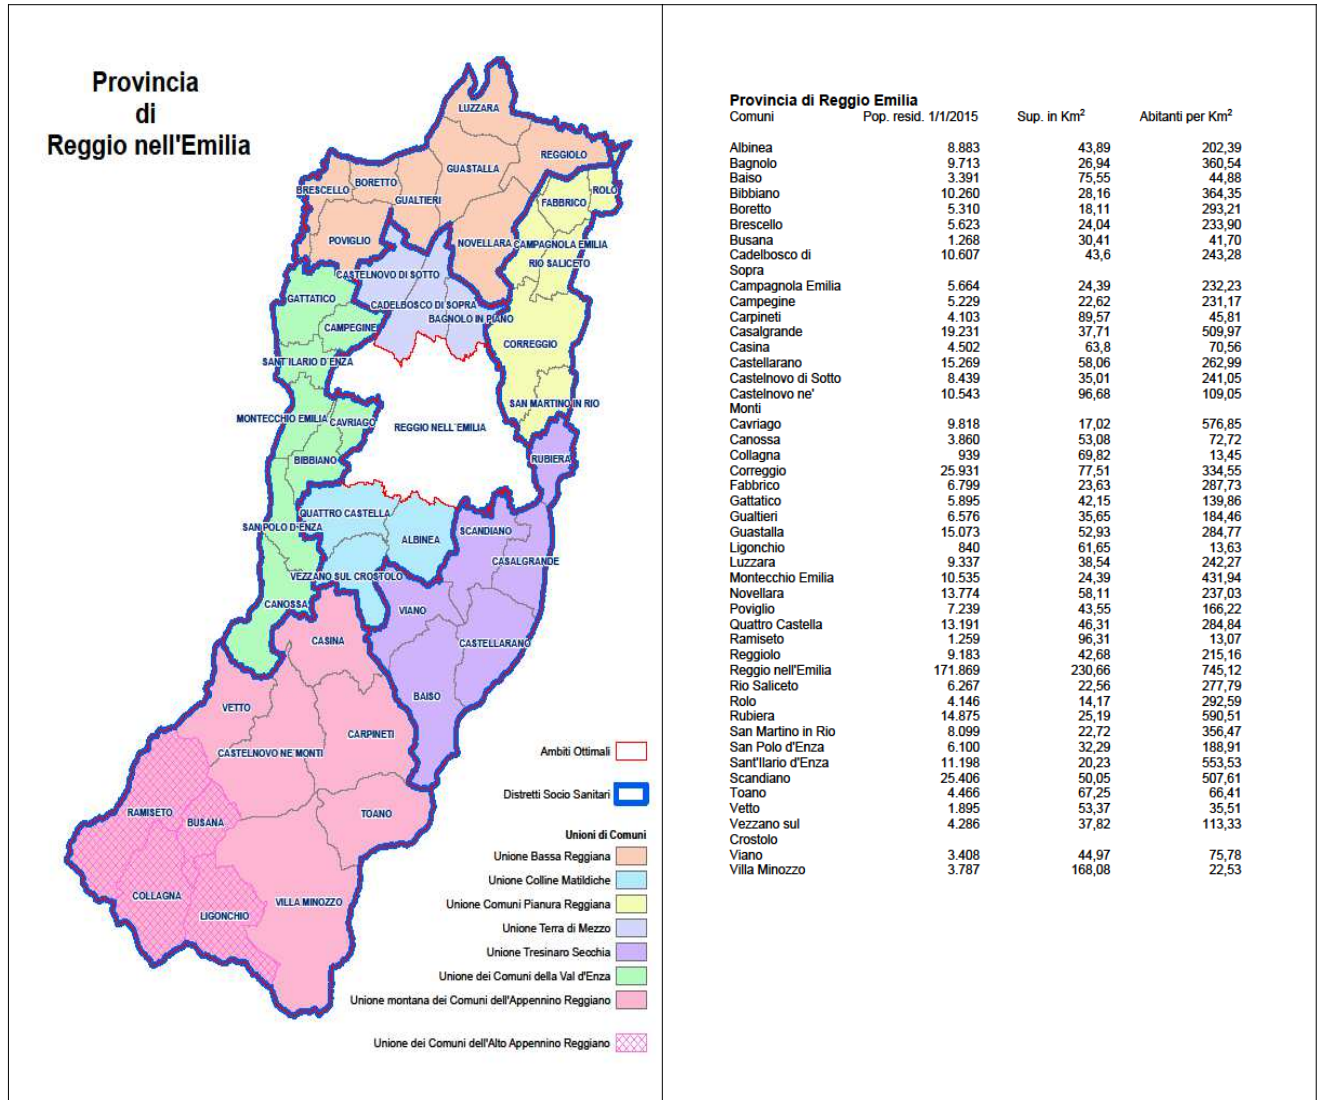 Provincia
di
Reggio nell'Emilia
LUZZARA
REGGIOLO
GUASTALLA
BORETTO
BRESCELLO
GUALTIERI
ROLO
FABBRICO
POVIGLIO
NOVELLARA
CAMPAGNOLA EMILIA
RIO SALICETO
CASTELNOVO DI SOTTO
GATTATICO
CADELBOSCO DI SOPRA
BAGNOLO IN PIANO
CAMPEGINE
CORREGGIO
SANT'ILARIO D'ENZA
SAN MARTINO IN RIO
MONTECCHIO EMILIA
CAVRIAGO
REGGIO NELL'EMILIA
BIBBIANO
RUBIERA
QUATTRO CASTELLA
SAN POLO D'ENZA
ALBINEA
SCANDIANO
CASALGRANDE
VEZZANO SUL CROSTOLO
CANOSSA
VIANO
CASINA
CASTELLARANO
BAISO
VETTO
CARPINETI
CASTELNOVO NE MONTI
RAMISETO
BUSANA
TOANO
COLLAGNA
LIGONCHIO
VILLA MINOZZO
Ambiti Ottimali
Distretti Socio Sanitari
Unioni di Comuni
Unione Bassa Reggiana
Unione Colline Matildiche
Unione Comuni Pianura Reggiana
Unione Terra di Mezzo
Unione Tresinaro Secchia
Unione dei Comuni della Val d'Enza
Unione montana dei Comuni dell'Appennino Reggiano
Unione dei Comuni dell'Alto Appennino Reggiano
Provincia di Reggio Emilia
Comuni Pop. resid. 1/1/2015 Sup. in Km² Abitanti per Km²
Albinea 8.883 43,89 202,39
Bagnolo 9.713 26,94 360,54
Baiso 3.391 75,55 44,88
Bibbiano 10.260 28,16 364,35
Boretto 5.310 18,11 293,21
Brescello 5.623 24,04 233,90
Busana 1.268 30,41 41,70
Cadelbosco di 10.607 43,6 243,28
Sopra
Campagnola Emilia 5.664 24,39 232,23
Campegine 5.229 22,62 231,17
Carpineti 4.103 89,57 45,81
Casalgrande 19.231 37,71 509,97
Casina 4.502 63,8 70,56
Castellarano 15.269 58,06 262,99
Castelnovo di Sotto 8.439 35,01 241,05
Castelnovo ne' 10.543 96,68 109,05
Monti
Cavriago 9.818 17,02 576,85
Canossa 3.860 53,08 72,72
Collagna 939 69,82 13,45
Correggio 25.931 77,51 334,55
Fabbrico 6.799 23,63 287,73
Gattatico 5.895 42,15 139,86
Gualtieri 6.576 35,65 184,46
Guastalla 15.073 52,93 284,77
Ligonchio 840 61,65 13,63
Luzzara 9.337 38,54 242,27
Montecchio Emilia 10.535 24,39 431,94
Novellara 13.774 58,11 237,03
Poviglio 7.239 43,55 166,22
Quattro Castella 13.191 46,31 284,84
Ramiseto 1.259 96,31 13,07
Reggiolo 9.183 42,68 215,16
Reggio nell'Emilia 171.869 230,66 745,12
Rio Saliceto 6.267 22,56 277,79
Rolo 4.146 14,17 292,59
Rubiera 14.875 25,19 590,51
San Martino in Rio 8.099 22,72 356,47
San Polo d'Enza 6.100 32,29 188,91
Sant'Ilario d'Enza 11.198 20,23 553,53
Scandiano 25.406 50,05 507,61
Toano 4.466 67,25 66,41
Vetto 1.895 53,37 35,51
Vezzano sul 4.286 37,82 113,33
Crostolo
Viano 3.408 44,97 75,78
Villa Minozzo 3.787 168,08 22,53